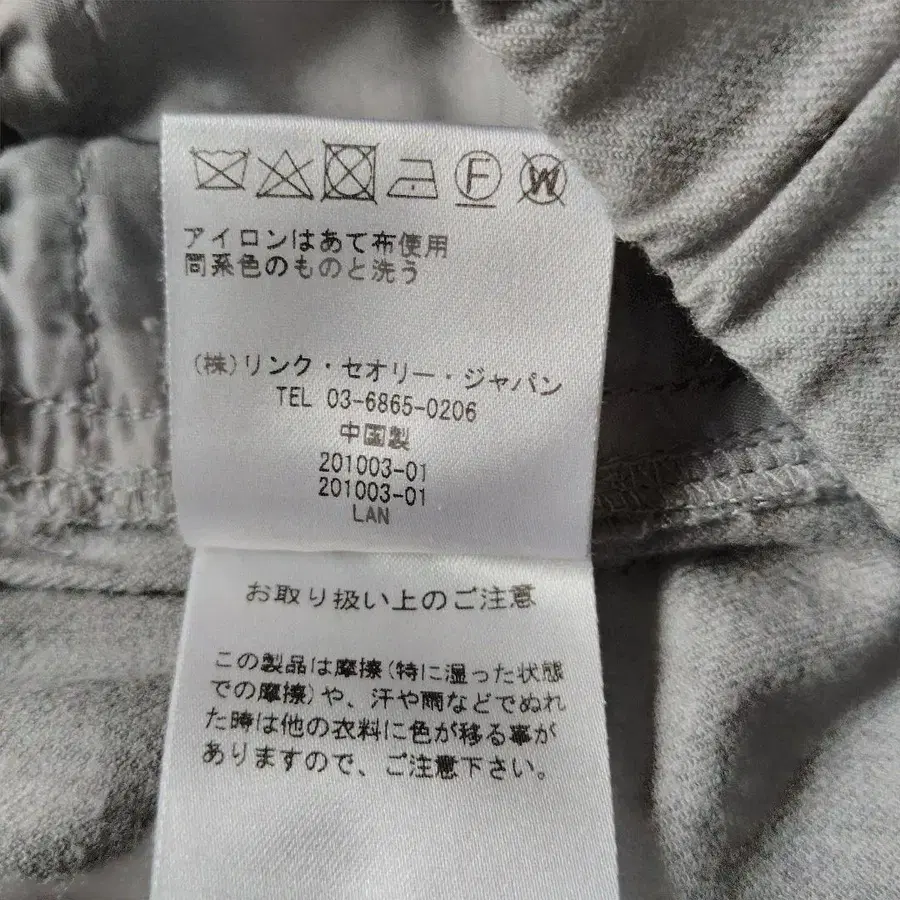 F W
アイロンはあて布使用
同系色のものと洗う
(株)リンク・セオリー・ジャパン
TEL 03-6865-0206
中国製
201003-01
201003-01
LAN
お取り扱い上のご注意
この製品は摩擦(特に湿った状態
での摩擦)や、汗や雨などでぬれ
た時は他の衣料に色が移る事が
ありますので、ご注意下さい。